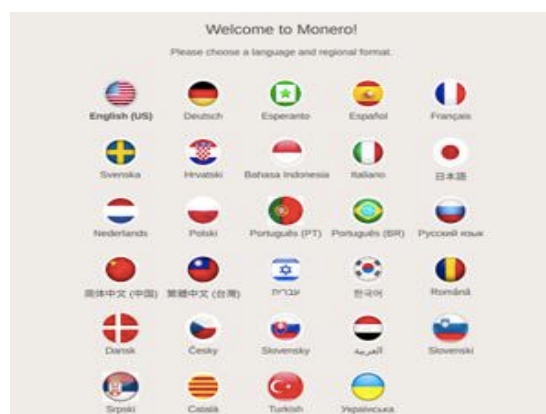 Welcome to Monero!
Please choose a language and regional format.
English (US) Deutsch Esperanto Español Français
Svenska Hrvatski Bahasa Indonesia Italiano 日本語
Nederlands Polski Português (PT) Português (BR) Русский язык
简体中文 (中国) 繁體中文 (台灣) עברית 한국어 Română
Dansk Český Slovensky العربية Slovenski
Srpski Català Turkish Українська